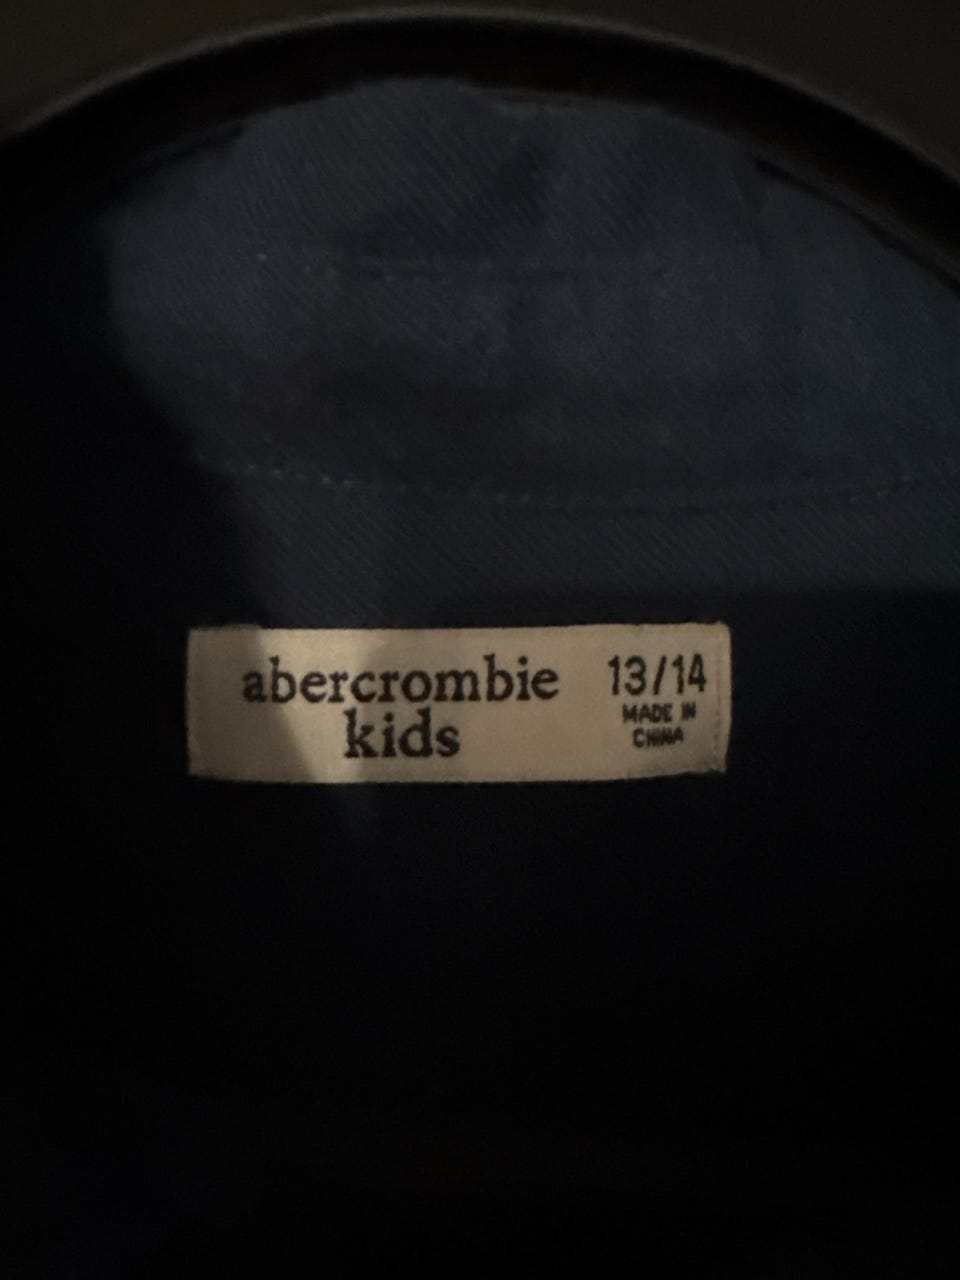 abercrombie
kids
13/14
MADE IN
CHINA